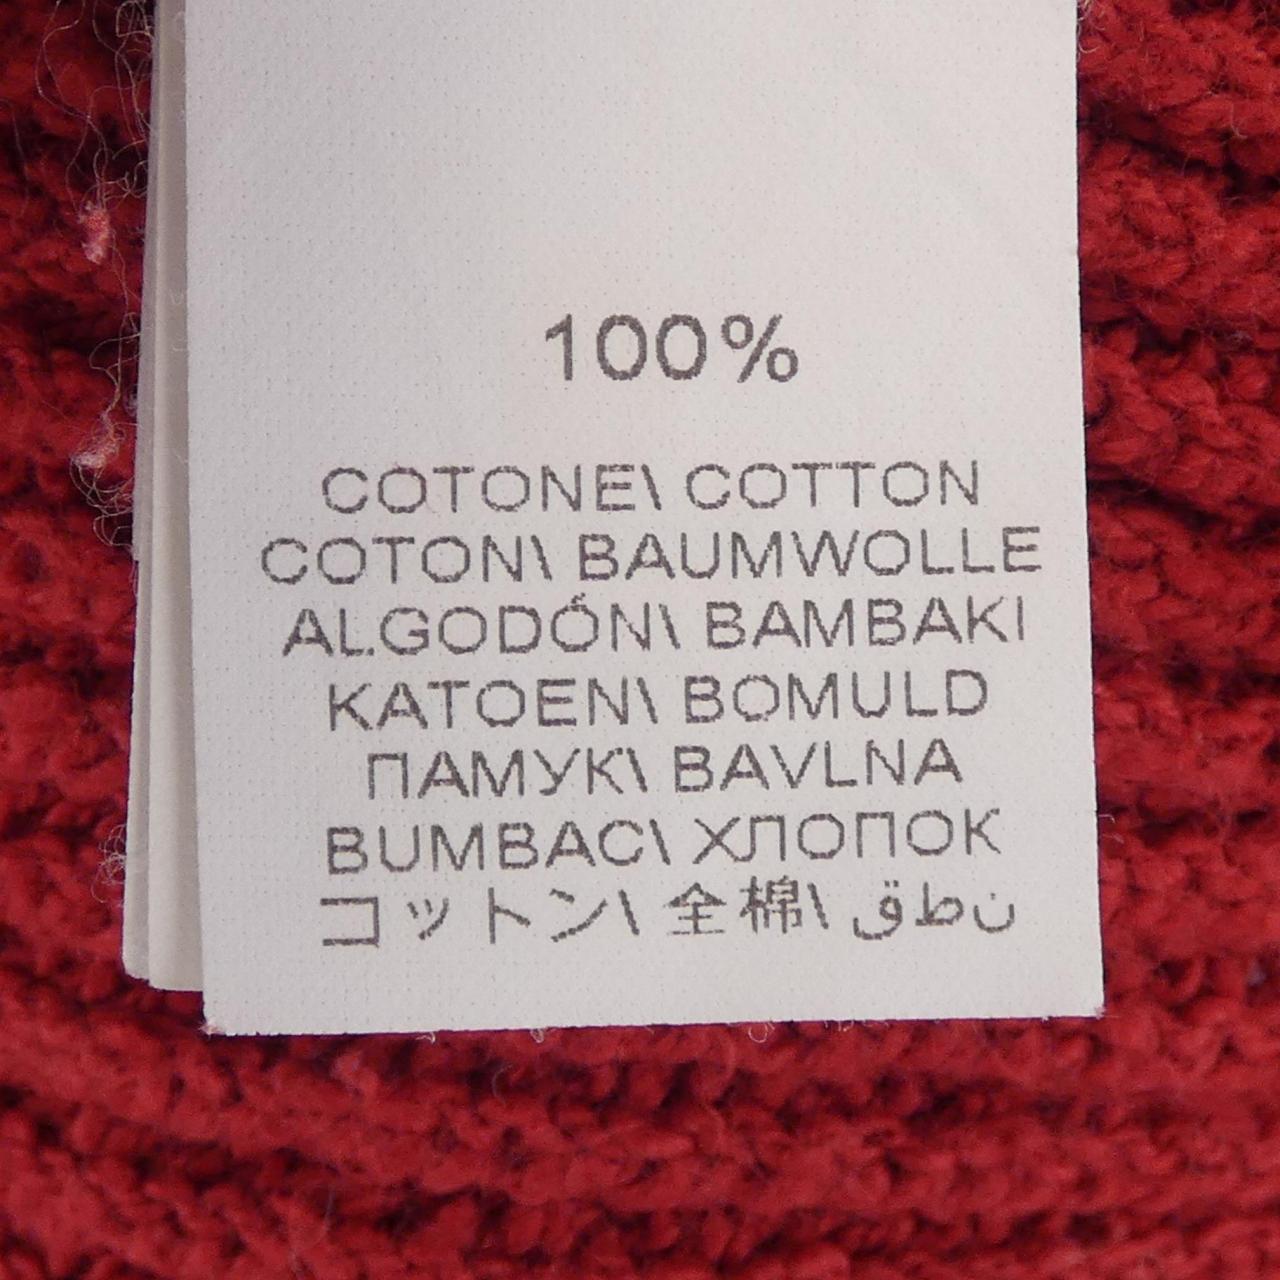 100%
COTONE\ COTTON
COTON\ BAUMWOLLE
ALGODÓN\ BAMBAKI
KATOEN\ BOMULD
ПАМУК\ BAVLNA
BUMBAC\ ХЛОПОК
コットン\ 全棉\ قطن